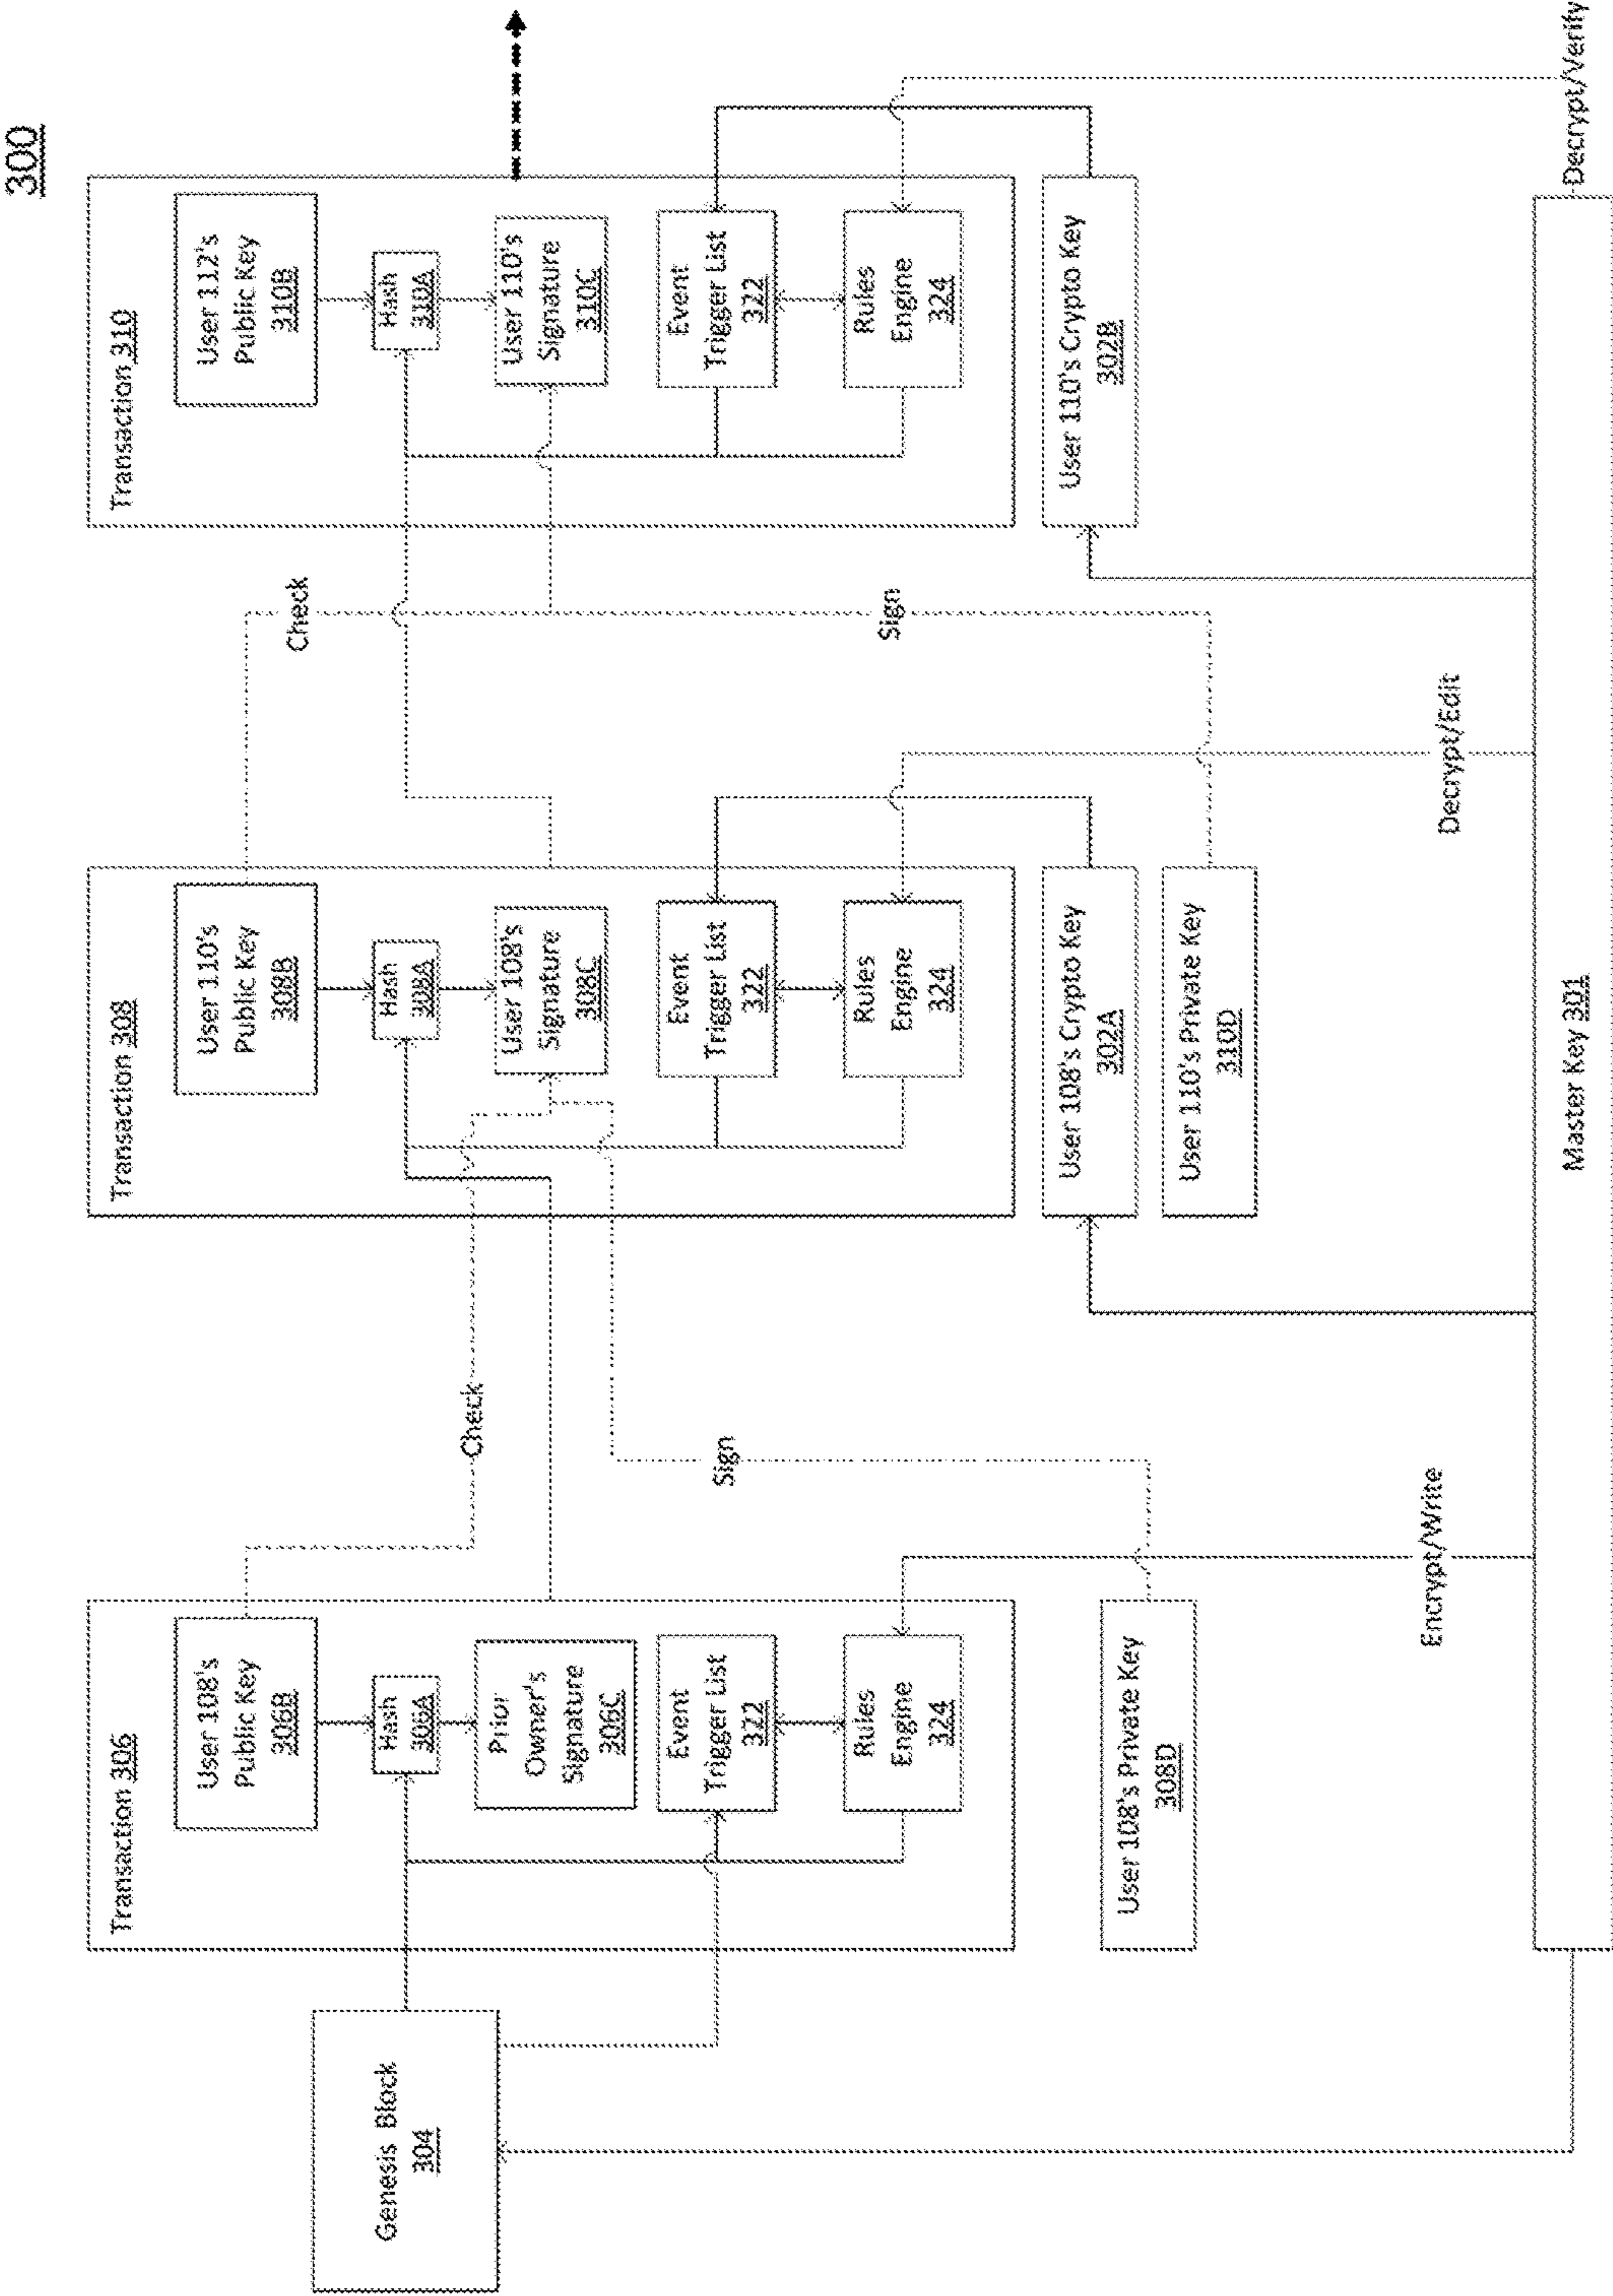 300
Genesis Block
304
Transaction 306
User 108's
Public Key
306B
Hash
306A
Prior
Owner's
Signature
306C
Event
Trigger List
322
Rules
Engine
324
User 108's Private Key
308D
Check
Sign
Encrypt/Write
Transaction 308
User 110's
Public Key
308B
Hash
308A
User 108's
Signature
308C
Event
Trigger List
322
Rules
Engine
324
User 108's Crypto Key
302A
User 110's Private Key
310D
Check
Sign
Decrypt/Edit
Transaction 310
User 112's
Public Key
310B
Hash
310A
User 110's
Signature
310C
Event
Trigger List
322
Rules
Engine
324
User 110's Crypto Key
302B
Master Key 301
Decrypt/Verify